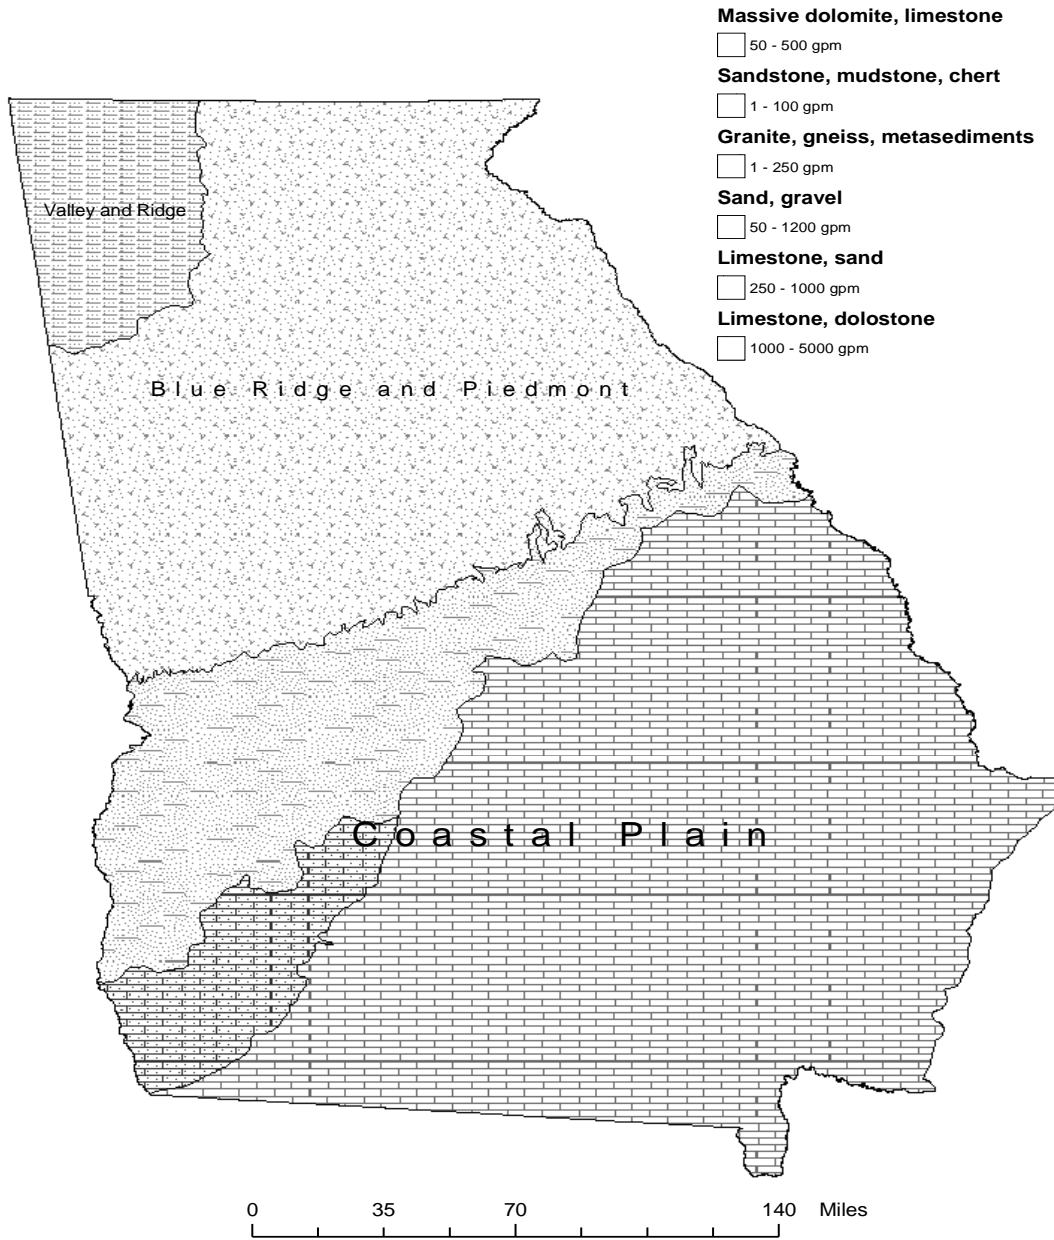 Massive dolomite, limestone
50 - 500 gpm
Sandstone, mudstone, chert
1 - 100 gpm
Granite, gneiss, metasediments
1 - 250 gpm
Sand, gravel
50 - 1200 gpm
Limestone, sand
250 - 1000 gpm
Limestone, dolostone
1000 - 5000 gpm
Valley and Ridge
Blue Ridge and Piedmont
Coastal Plain
0 35 70 140 Miles